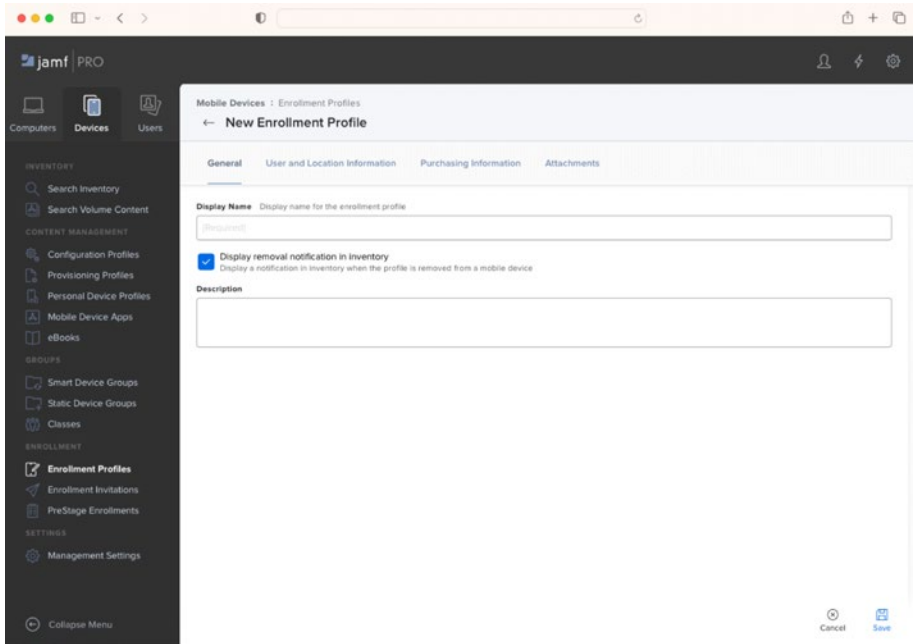 jamf PRO
Computers
Devices
Users
INVENTORY
Search Inventory
Search Volume Content
CONTENT MANAGEMENT
Configuration Profiles
Provisioning Profiles
Personal Device Profiles
Mobile Device Apps
eBooks
GROUPS
Smart Device Groups
Static Device Groups
Classes
ENROLLMENT
Enrollment Profiles
Enrollment Invitations
PreStage Enrollments
SETTINGS
Management Settings
Collapse Menu
Mobile Devices : Enrollment Profiles
← New Enrollment Profile
General User and Location Information Purchasing Information Attachments
Display Name Display name for the enrollment profile
[Required]
Display removal notification in inventory
Display a notification in inventory when the profile is removed from a mobile device
Description
Cancel Save